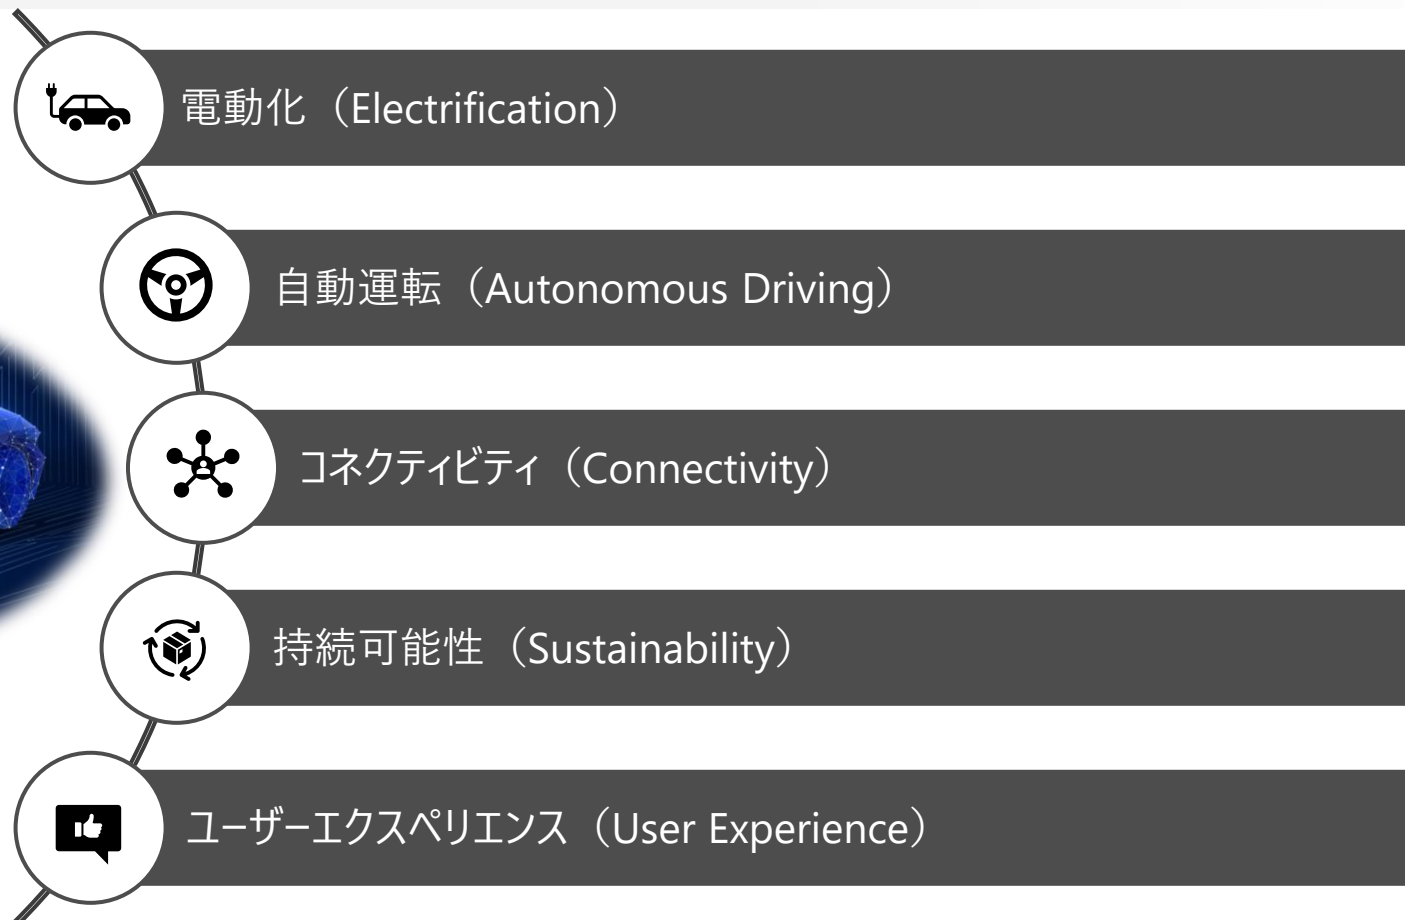 電動化（Electrification）
自動運転（Autonomous Driving）
コネクティビティ（Connectivity）
持続可能性（Sustainability）
ユーザーエクスペリエンス（User Experience）